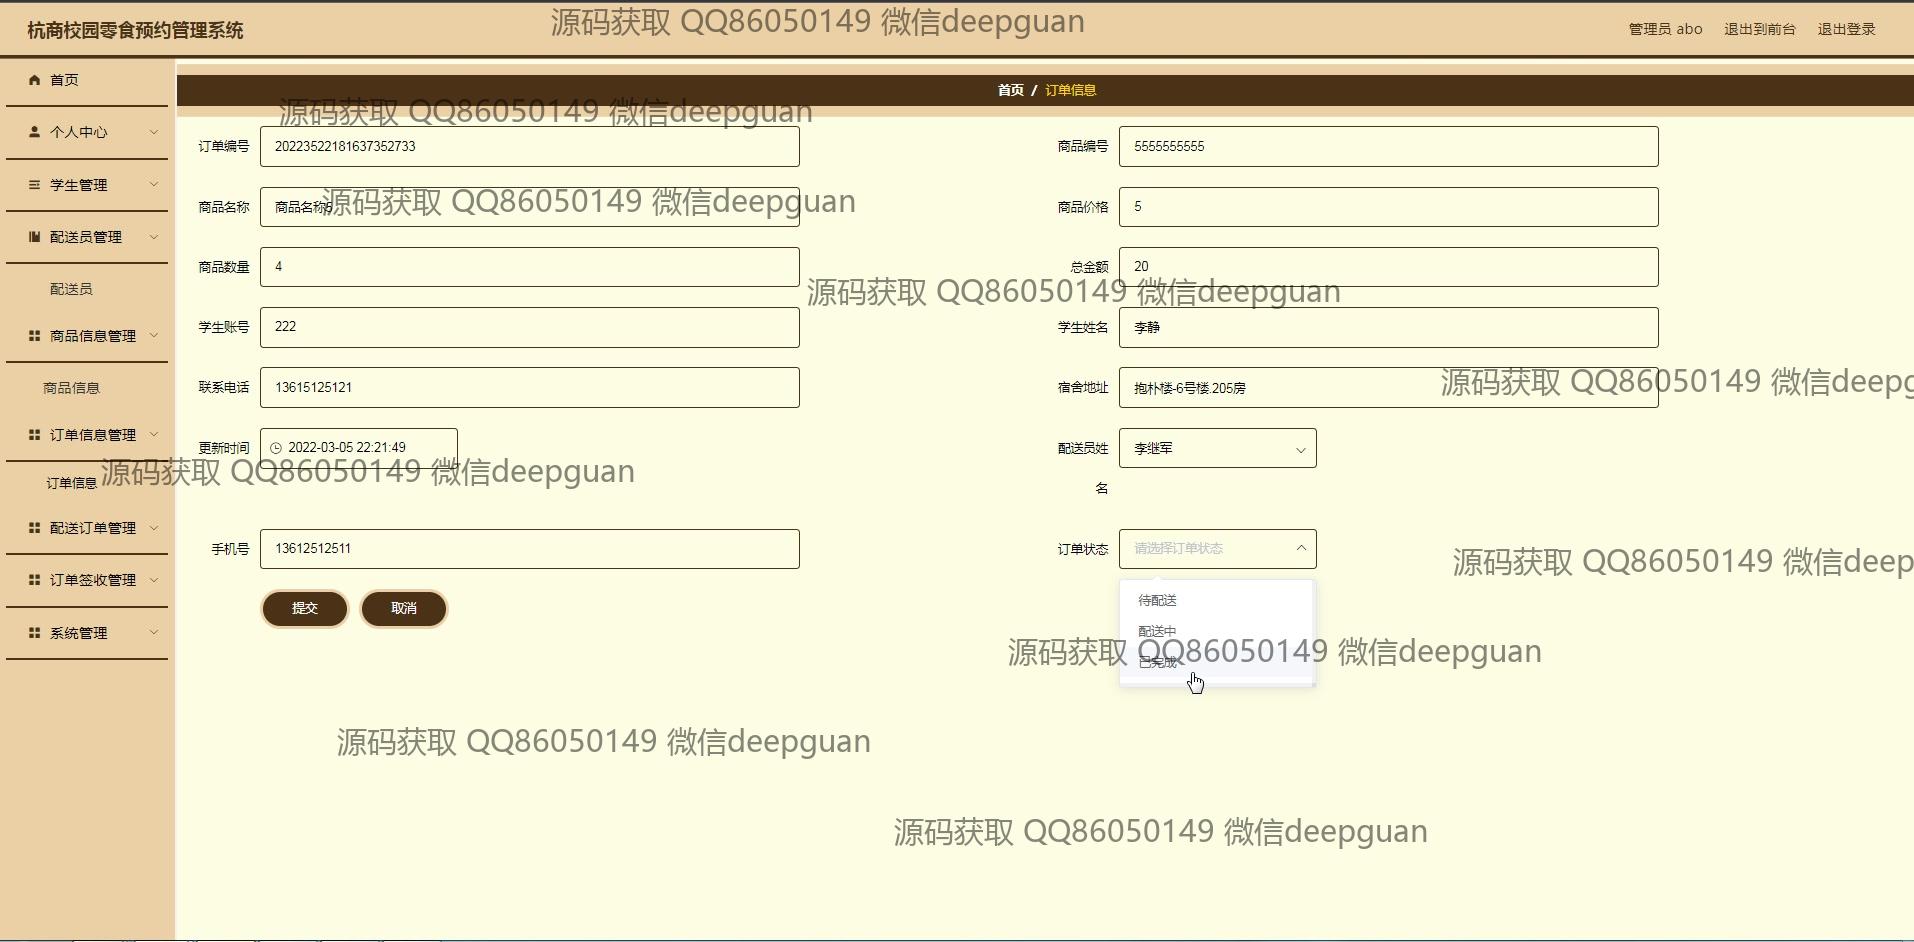 杭商校园零食预约管理系统
源码获取 QQ86050149 微信deepguan
管理员 abo 退出到前台 退出登录
首页
首页 / 订单信息
源码获取 QQ86050149 微信deepguan
个人中心
订单编号 20223522181637352733
商品编号 5555555555
学生管理
源码获取 QQ86050149 微信deepguan
商品名称 商品名称5
商品价格 5
配送员管理
商品数量 4
总金额 20
配送员
源码获取 QQ86050149 微信deepguan
商品信息管理
学生账号 222
学生姓名 李静
商品信息
联系电话 13615125121
宿舍地址 抱朴楼-6号楼.205房
源码获取 QQ86050149 微信deepg
订单信息管理
更新时间 2022-03-05 22:21:49
配送员姓名 李继军
源码获取 QQ86050149 微信deepguan
订单信息
配送订单管理
手机号 13612512511
订单状态 请选择订单状态
源码获取 QQ86050149 微信deep
订单签收管理
提交 取消
待配送
系统管理
配送中
源码获取 QQ86050149 微信deepguan
已完成
源码获取 QQ86050149 微信deepguan
源码获取 QQ86050149 微信deepguan